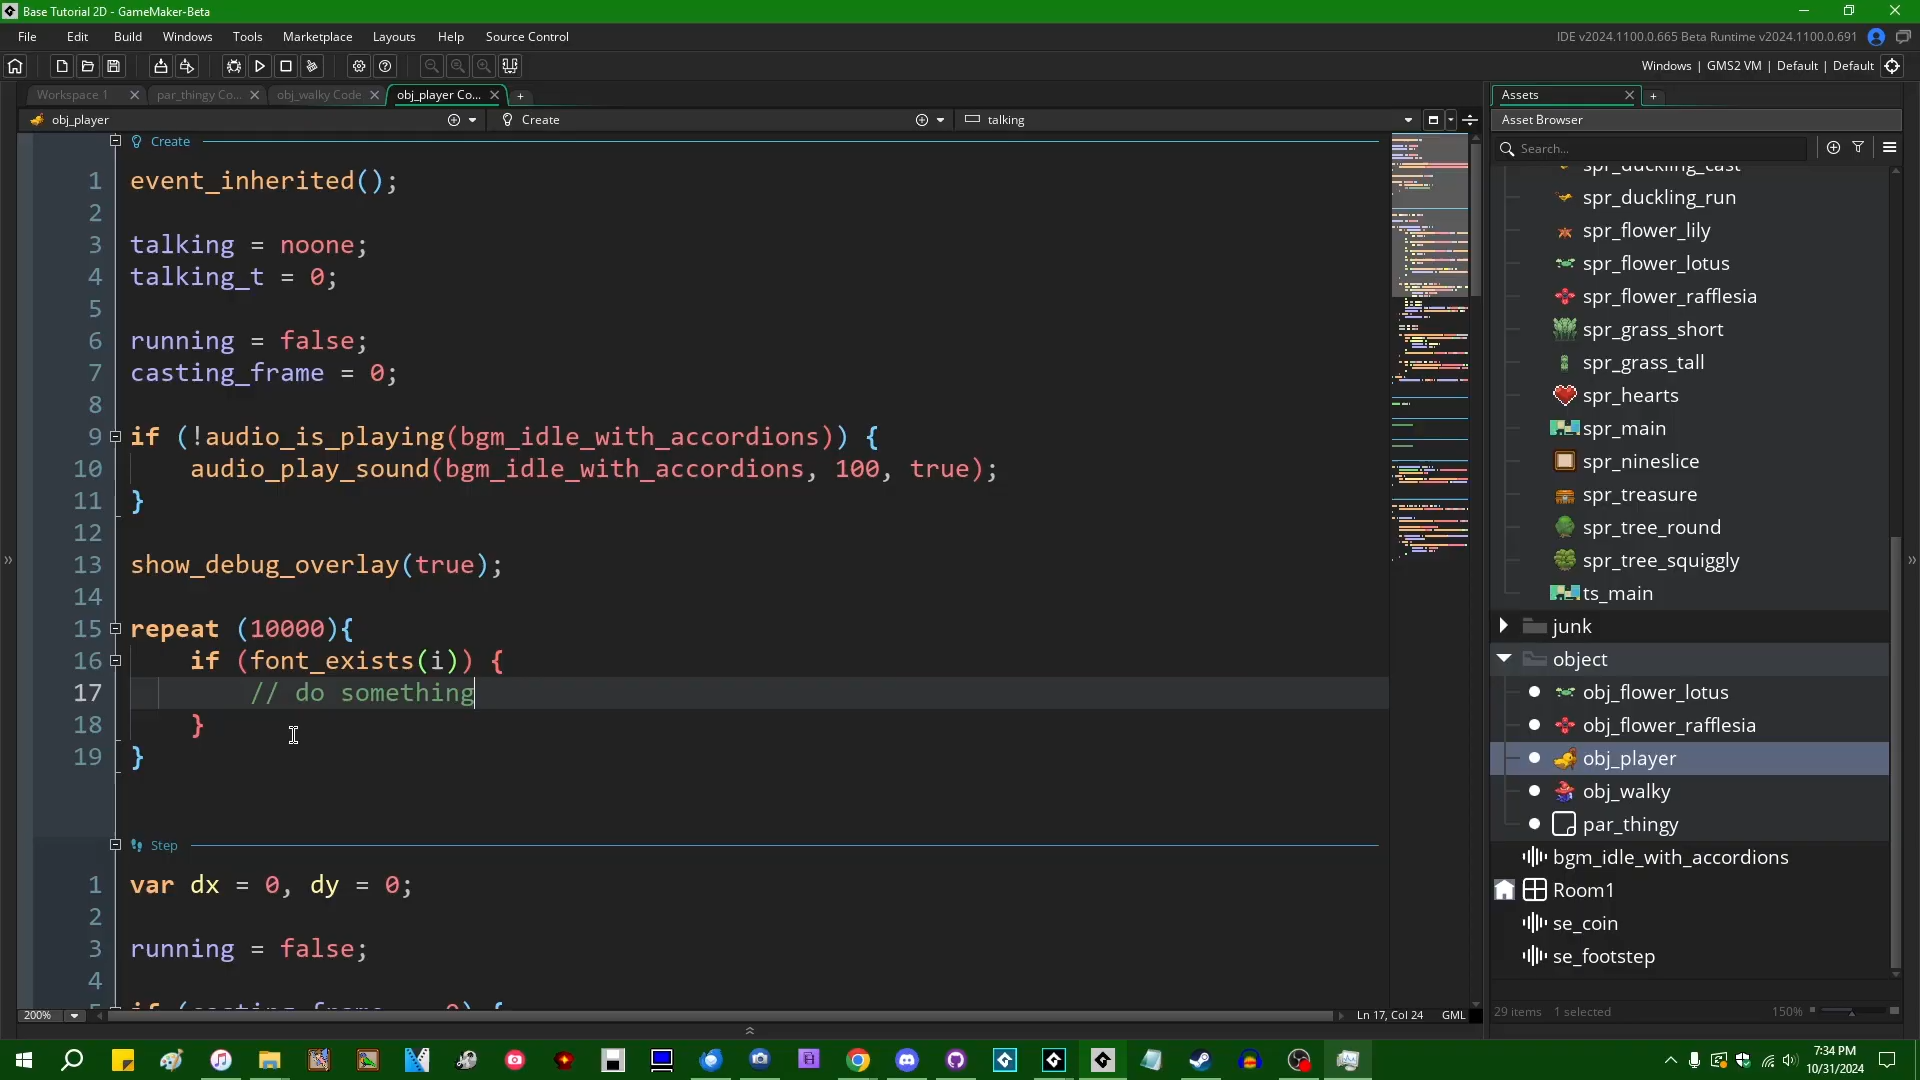 Base Tutorial 2D - GameMaker-Beta
File Edit Build Windows Tools Marketplace Layouts Help Source Control
IDE v2024.1100.0.665 Beta Runtime v2024.1100.0.691
Windows | GMS2 VM | Default | Default
Workspace 1
par_thingy Co...
obj_walky Code
obj_player Co...
Assets
obj_player
Create
talking
Asset Browser
Search...
Create
1 event_inherited();
2
3 talking = noone;
4 talking_t = 0;
5
6 running = false;
7 casting_frame = 0;
8
9 if (!audio_is_playing(bgm_idle_with_accordions)) {
10 audio_play_sound(bgm_idle_with_accordions, 100, true);
11 }
12
13 show_debug_overlay(true);
14
15 repeat (10000){
16 if (font_exists(i)) {
17 // do something
18 }
19 }
Step
1 var dx = 0, dy = 0;
2
3 running = false;
4
spr_duckling_cast
spr_duckling_run
spr_flower_lily
spr_flower_lotus
spr_flower_rafflesia
spr_grass_short
spr_grass_tall
spr_hearts
spr_main
spr_nineslice
spr_treasure
spr_tree_round
spr_tree_squiggly
ts_main
junk
object
obj_flower_lotus
obj_flower_rafflesia
obj_player
obj_walky
par_thingy
bgm_idle_with_accordions
Room1
se_coin
se_footstep
200%
Ln 17, Col 24 GML
29 items 1 selected
150%
7:34 PM
10/31/2024